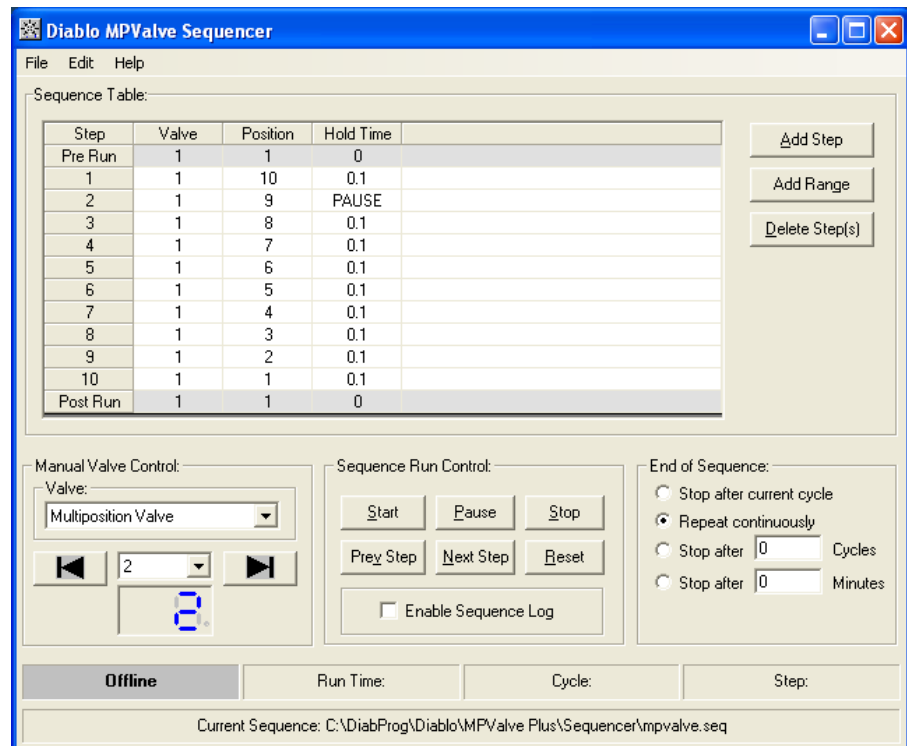 Diablo MPValve Sequencer
File Edit Help
Sequence Table:
Step Valve Position Hold Time
Pre Run 1 1 0
1 1 10 0.1
2 1 9 PAUSE
3 1 8 0.1
4 1 7 0.1
5 1 6 0.1
6 1 5 0.1
7 1 4 0.1
8 1 3 0.1
9 1 2 0.1
10 1 1 0.1
Post Run 1 1 0
Add Step
Add Range
Delete Step(s)
Manual Valve Control:
Valve:
Multiposition Valve
2
2
Sequence Run Control:
Start Pause Stop
Prev Step Next Step Reset
Enable Sequence Log
End of Sequence:
Stop after current cycle
Repeat continuously
Stop after 0 Cycles
Stop after 0 Minutes
Offline Run Time: Cycle: Step:
Current Sequence: C:\DiabProg\Diablo\MPValve Plus\Sequencer\mpvalve.seq